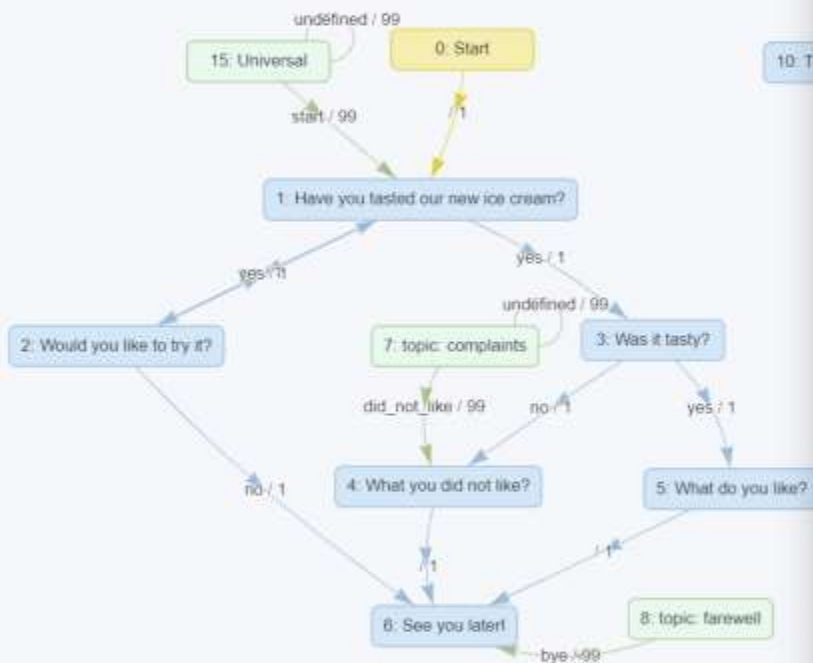 undefined / 99
15: Universal
0: Start
10: T
start / 99
/ 1
1: Have you tasted our new ice cream?
yes / 1
undefined / 99
2: Would you like to try it?
7: topic: complaints
3: Was it tasty?
did_not_like / 99
no / 1
yes / 1
4: What you did not like?
5: What do you like?
no / 1
/ 1
/ 1
6: See you later!
8: topic: farewell
bye / 99